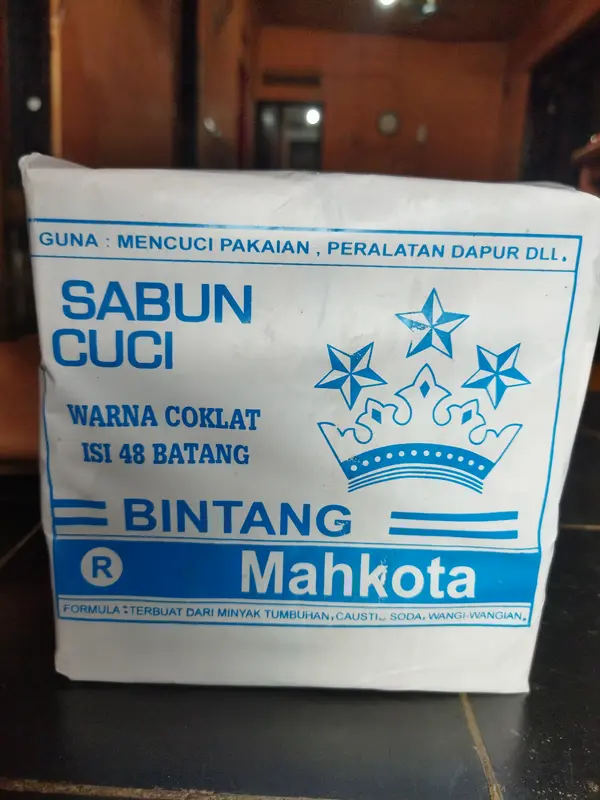 GUNA : MENCUCI PAKAIAN , PERALATAN DAPUR DLL.
SABUN
CUCI
WARNA COKLAT
ISI 48 BATANG
BINTANG
® Mahkota
FORMULA : TERBUAT DARI MINYAK TUMBUHAN, CAUSTI_ SODA, WANGI-WANGIAN.